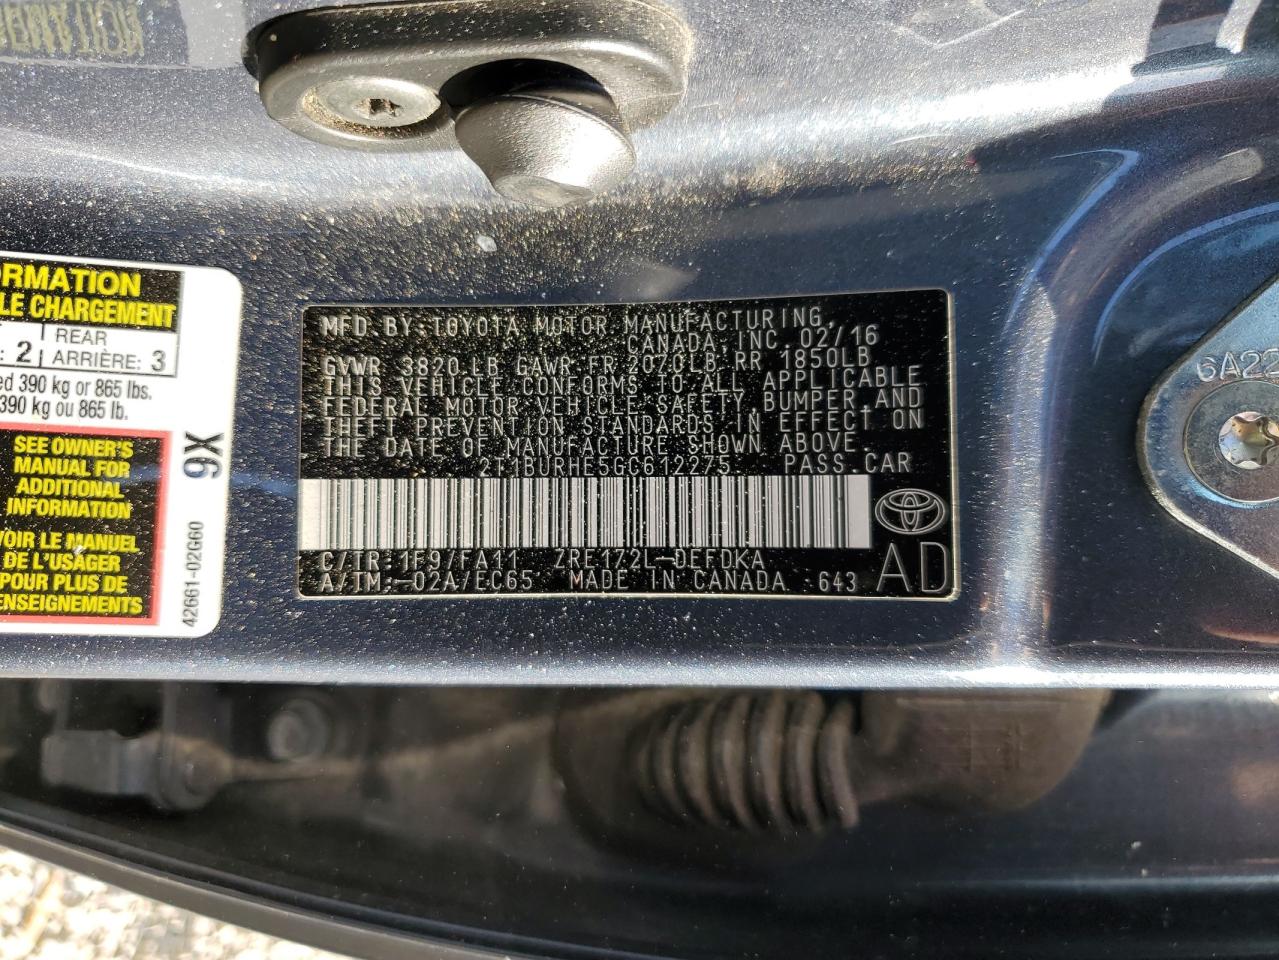 RMATION
LE CHARGEMENT
: 2
REAR
ARRIÈRE: 3
ed 390 kg or 865 lbs.
390 kg ou 865 lb.
SEE OWNER'S
MANUAL FOR
ADDITIONAL
INFORMATION
VOIR LE MANUEL
DE L'USAGER
POUR PLUS DE
ENSEIGNEMENTS
9X
42661-02G60
MFD. BY: TOYOTA MOTOR MANUFACTURING,
CANADA, INC. 02/16
GVWR 3820 LB GAWR FR 2070LB RR 1850LB
THIS VEHICLE CONFORMS TO ALL APPLICABLE
FEDERAL MOTOR VEHICLE SAFETY, BUMPER AND
THEFT PREVENTION STANDARDS IN EFFECT ON
THE DATE OF MANUFACTURE SHOWN ABOVE.
2T1BURHE5GC612275 PASS.CAR
C/TR:1F9/FA11 ZRE172L-DEFDKA
A/TM:-02A/EC65 MADE IN CANADA 643
AD
6A22